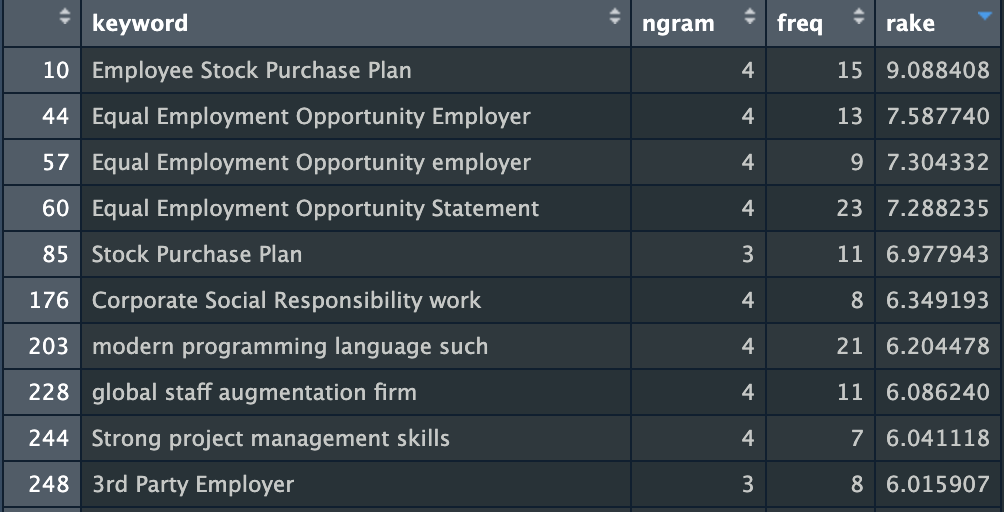 keyword ngram freq rake
10 Employee Stock Purchase Plan 4 15 9.088408
44 Equal Employment Opportunity Employer 4 13 7.587740
57 Equal Employment Opportunity employer 4 9 7.304332
60 Equal Employment Opportunity Statement 4 23 7.288235
85 Stock Purchase Plan 3 11 6.977943
176 Corporate Social Responsibility work 4 8 6.349193
203 modern programming language such 4 21 6.204478
228 global staff augmentation firm 4 11 6.086240
244 Strong project management skills 4 7 6.041118
248 3rd Party Employer 3 8 6.015907